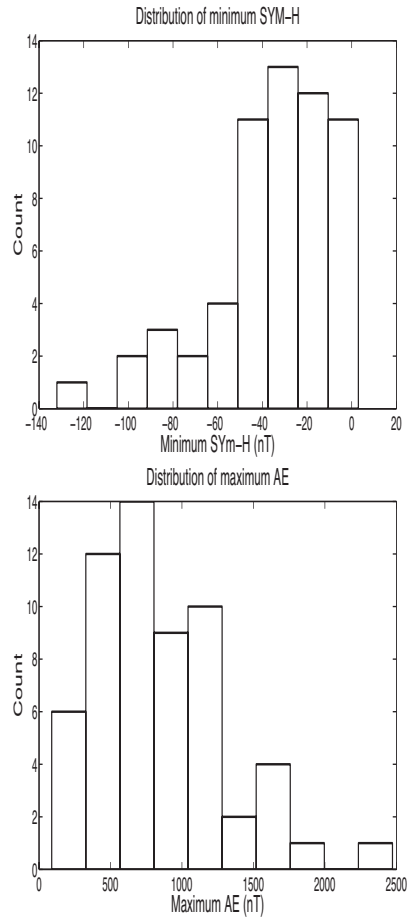 Distribution of minimum SYM-H
14
12
10
8
6
4
2
0
Count
-140 -120 -100 -80 -60 -40 -20 0 20
Minimum SYm-H (nT)
Distribution of maximum AE
14
12
10
8
6
4
2
0
Count
0 500 1000 1500 2000 2500
Maximum AE (nT)